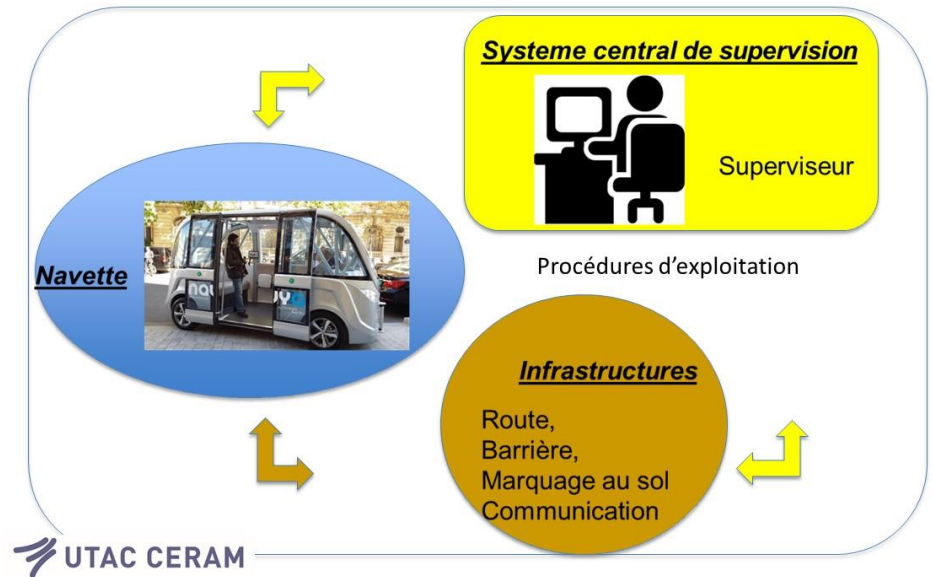 Systeme central de supervision
Superviseur
Navette
Procédures d'exploitation
Infrastructures
Route,
Barrière,
Marquage au sol
Communication
UTAC CERAM